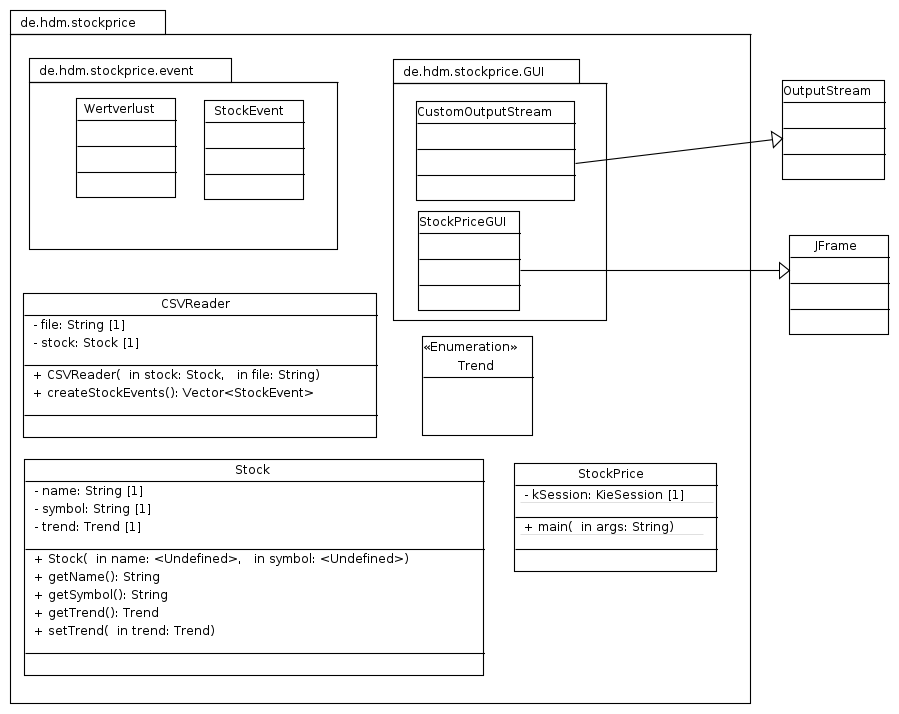 de.hdm.stockprice
de.hdm.stockprice.event
Wertverlust
StockEvent
de.hdm.stockprice.GUI
CustomOutputStream
StockPriceGUI
OutputStream
JFrame
CSVReader
- file: String [1]
- stock: Stock [1]
+ CSVReader( in stock: Stock, in file: String)
+ createStockEvents(): Vector<StockEvent>
«Enumeration»
Trend
Stock
- name: String [1]
- symbol: String [1]
- trend: Trend [1]
+ Stock( in name: <Undefined>, in symbol: <Undefined>)
+ getName(): String
+ getSymbol(): String
+ getTrend(): Trend
+ setTrend( in trend: Trend)
StockPrice
- kSession: KieSession [1]
+ main( in args: String)